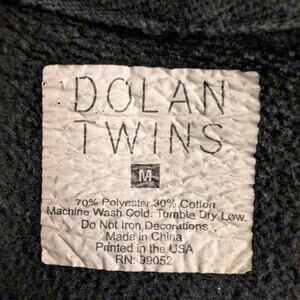 DOLAN
TWINS
M
70% Polyester 30% Cotton
Machine Wash Cold. Tumble Dry Low.
Do Not Iron Decorations
Made in China
Printed in the USA
RN: 99052